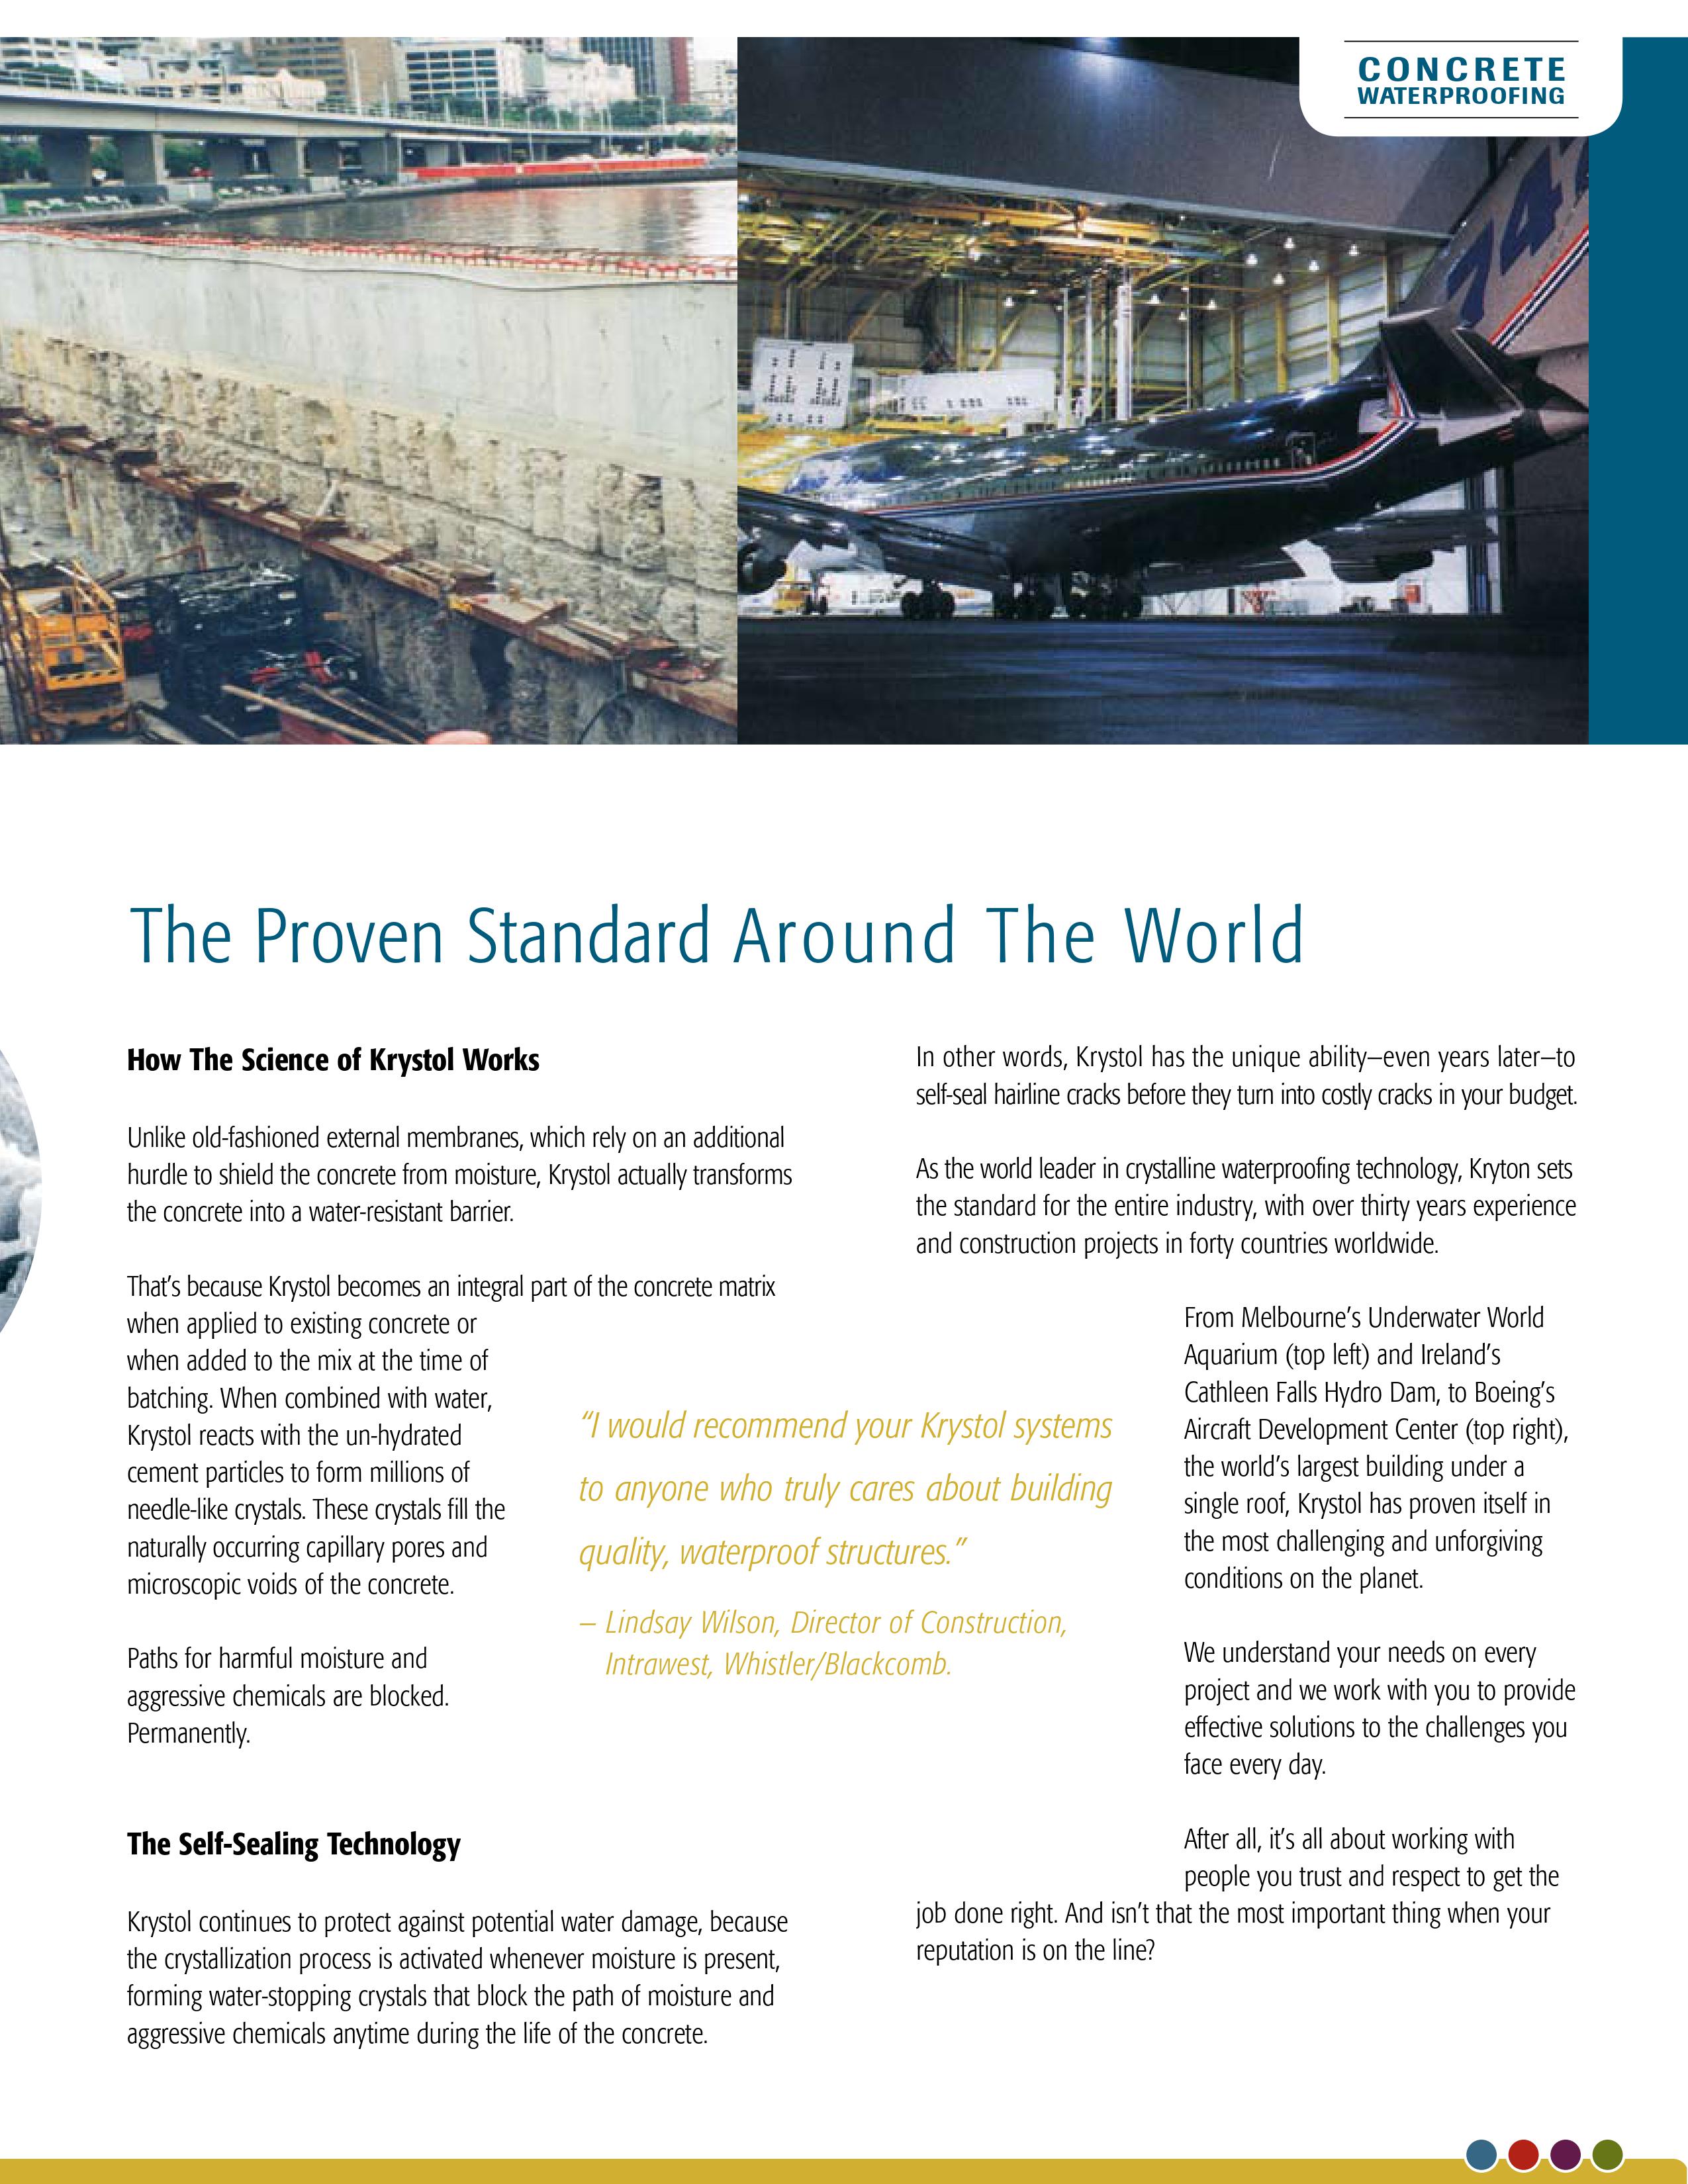 CONCRETE
WATERPROOFING
The Proven Standard Around The World
How The Science of Krystol Works
Unlike old-fashioned external membranes, which rely on an additional
hurdle to shield the concrete from moisture, Krystol actually transforms
the concrete into a water-resistant barrier.
That's because Krystol becomes an integral part of the concrete matrix
when applied to existing concrete or
when added to the mix at the time of
batching. When combined with water,
Krystol reacts with the un-hydrated
cement particles to form millions of
needle-like crystals. These crystals fill the
naturally occurring capillary pores and
microscopic voids of the concrete.
Paths for harmful moisture and
aggressive chemicals are blocked.
Permanently.
The Self-Sealing Technology
Krystol continues to protect against potential water damage, because
the crystallization process is activated whenever moisture is present,
forming water-stopping crystals that block the path of moisture and
aggressive chemicals anytime during the life of the concrete.
"I would recommend your Krystol systems
to anyone who truly cares about building
quality, waterproof structures."
– Lindsay Wilson, Director of Construction,
Intrawest, Whistler/Blackcomb.
In other words, Krystol has the unique ability–even years later–to
self-seal hairline cracks before they turn into costly cracks in your budget.
As the world leader in crystalline waterproofing technology, Kryton sets
the standard for the entire industry, with over thirty years experience
and construction projects in forty countries worldwide.
From Melbourne's Underwater World
Aquarium (top left) and Ireland's
Cathleen Falls Hydro Dam, to Boeing's
Aircraft Development Center (top right),
the world's largest building under a
single roof, Krystol has proven itself in
the most challenging and unforgiving
conditions on the planet.
We understand your needs on every
project and we work with you to provide
effective solutions to the challenges you
face every day.
After all, it's all about working with
people you trust and respect to get the
job done right. And isn't that the most important thing when your
reputation is on the line?